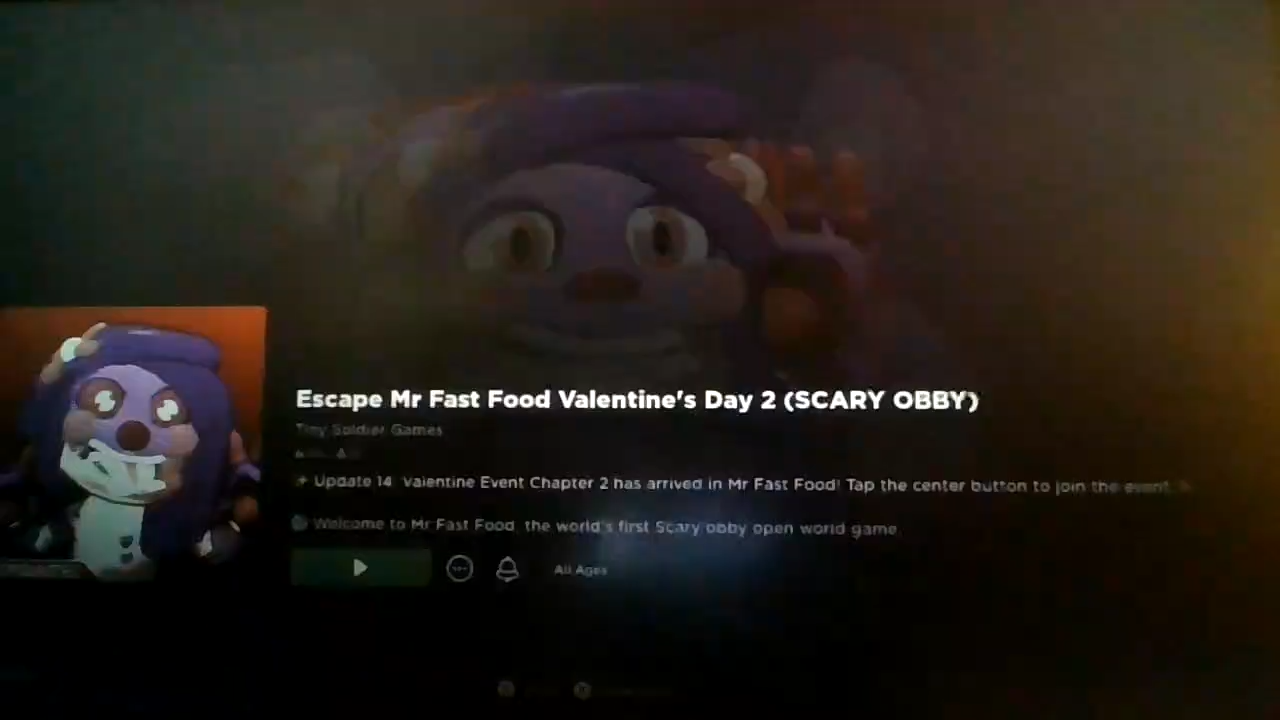 Escape Mr Fast Food Valentine's Day 2 (SCARY OBBY)
Tiny Soldier Games
Update 14 Valentine Event Chapter 2 has arrived in Mr Fast Food! Tap the center button to join the event
Welcome to Mr Fast Food, the world's first Scary obby open world game.
All Ages